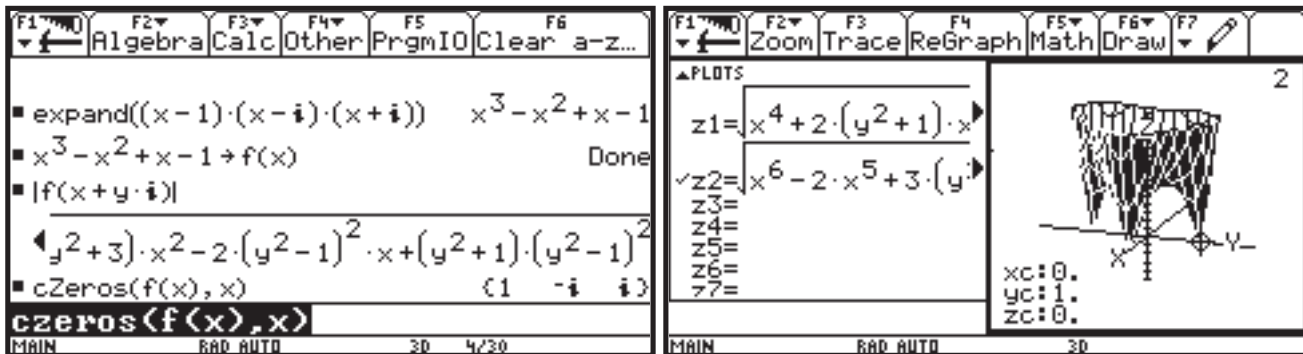 F1 F2 F3 F4 F5 F6
Algebra Calc Other PrgmIO Clear a-z…
▪ expand((x-1)·(x-i)·(x+i)) x³-x²+x-1
▪ x³-x²+x-1→f(x) Done
▪ |f(x+y·i)|
y²+3)·x²-2·(y²-1)²·x+(y²+1)·(y²-1)²
▪ cZeros(f(x),x) {1 -i i}
czeros(f(x),x)
MAIN RAD AUTO 3D 4/30
F1 F2 F3 F4 F5 F6 F7
Zoom Trace ReGraph Math Draw
▲PLOTS
z1=√x⁴+2·(y²+1)·x
✓z2=√x⁶-2·x⁵+3·(y
z3=
z4=
z5=
z6=
z7=
2
Z
X
Y
xc:0.
yc:1.
zc:0.
MAIN RAD AUTO 3D